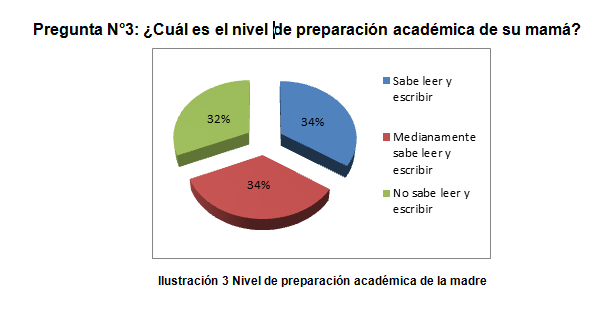 Pregunta N°3: ¿Cuál es el nivel de preparación académica de su mamá?
32%
34%
34%
Sabe leer y
escribir
Medianamente
sabe leer y
escribir
No sabe leer y
escribir
Ilustración 3 Nivel de preparación académica de la madre